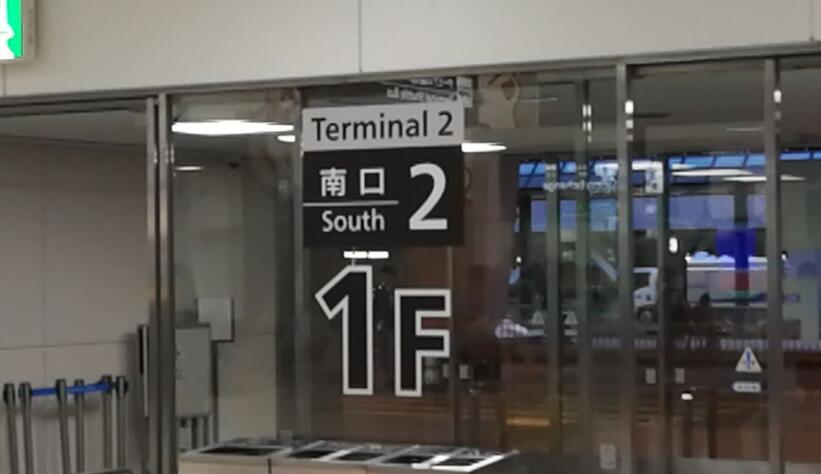 Terminal 2
南口
South
2
1F